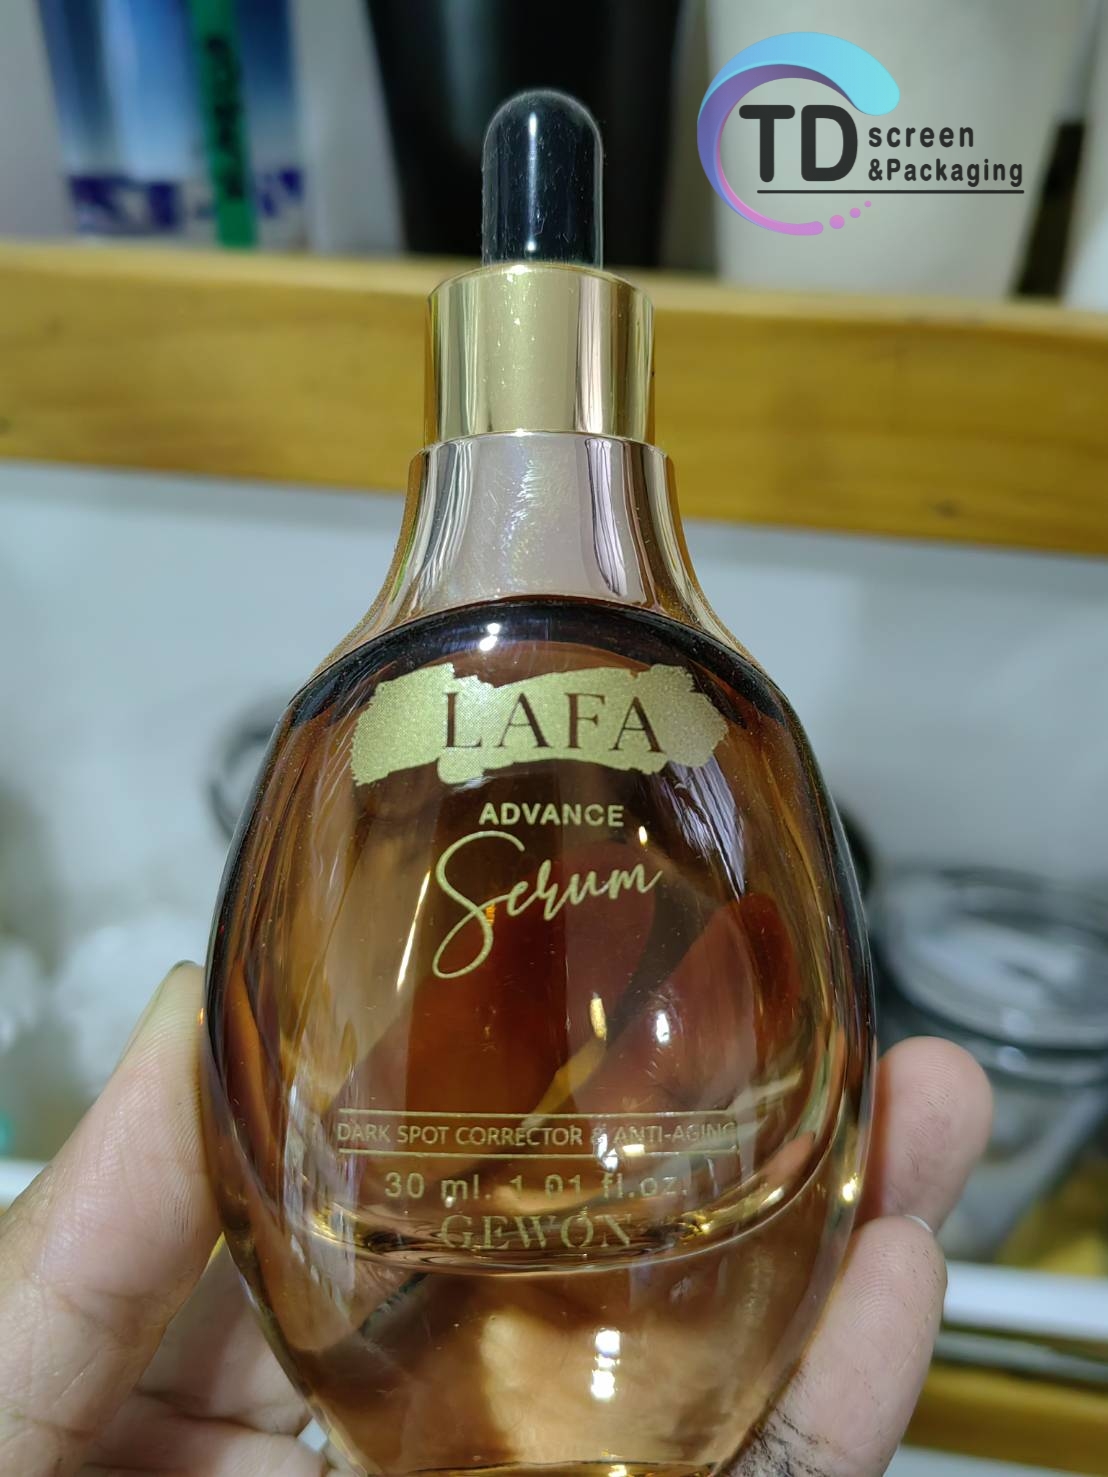 TD screen
&Packaging
LAFA
ADVANCE
Serum
DARK SPOT CORRECTOR & ANTI-AGING
30 ml. 1.01 fl.oz.
GEWON